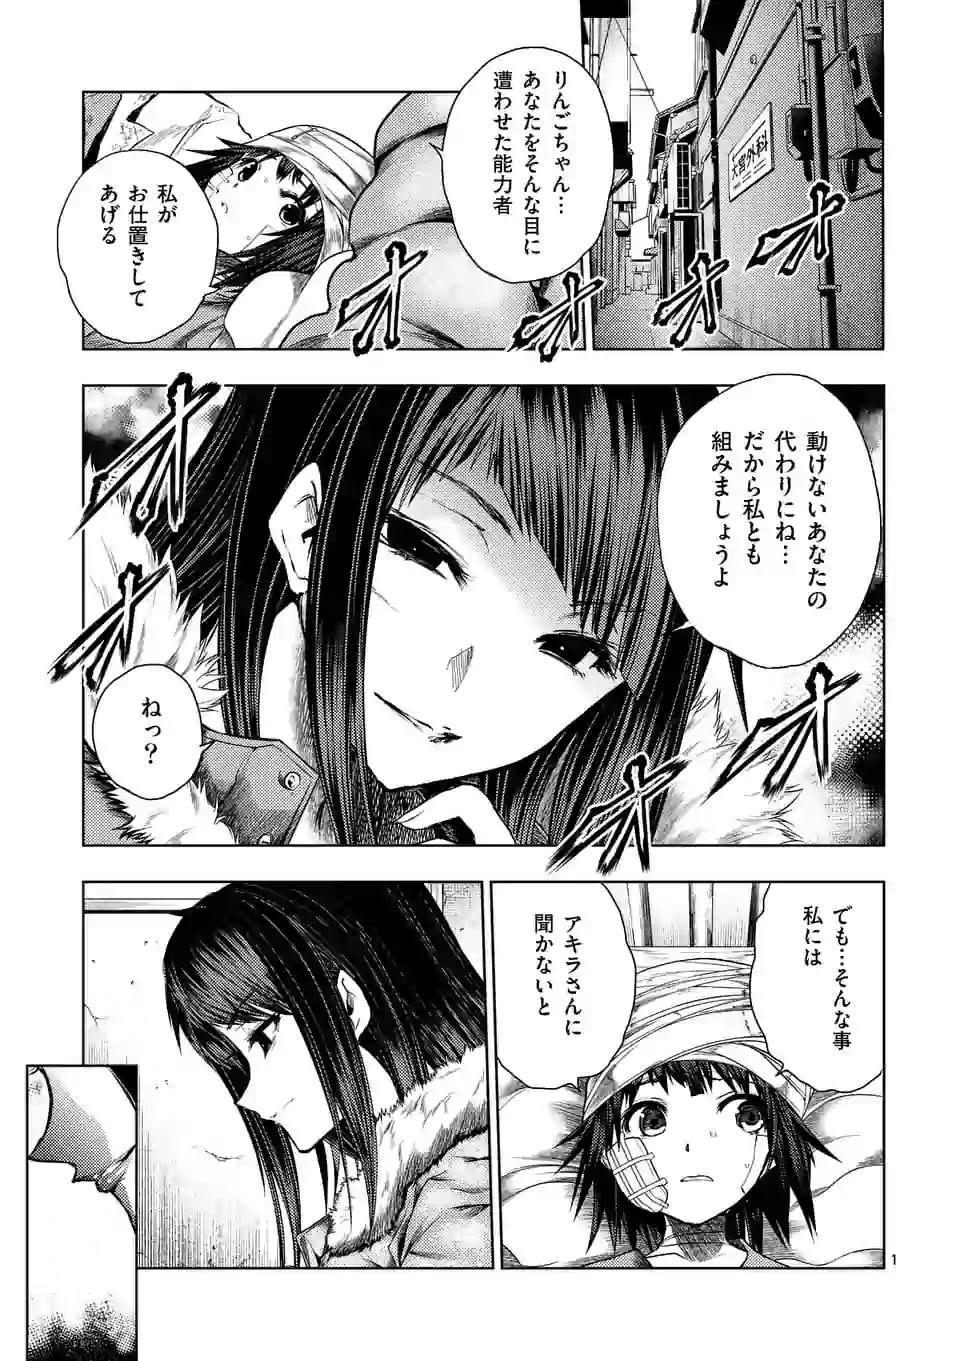 大宮外科
りんごちゃん…
あなたをそんな目に
遭わせた能力者
私が
お仕置きして
あげる
オオオオオ
動けないあなたの
代わりにね…
だから私とも
組みましょうよ
ねっ?
オオオオ
でも…そんな事
私には
アキラさんに
聞かないと
1